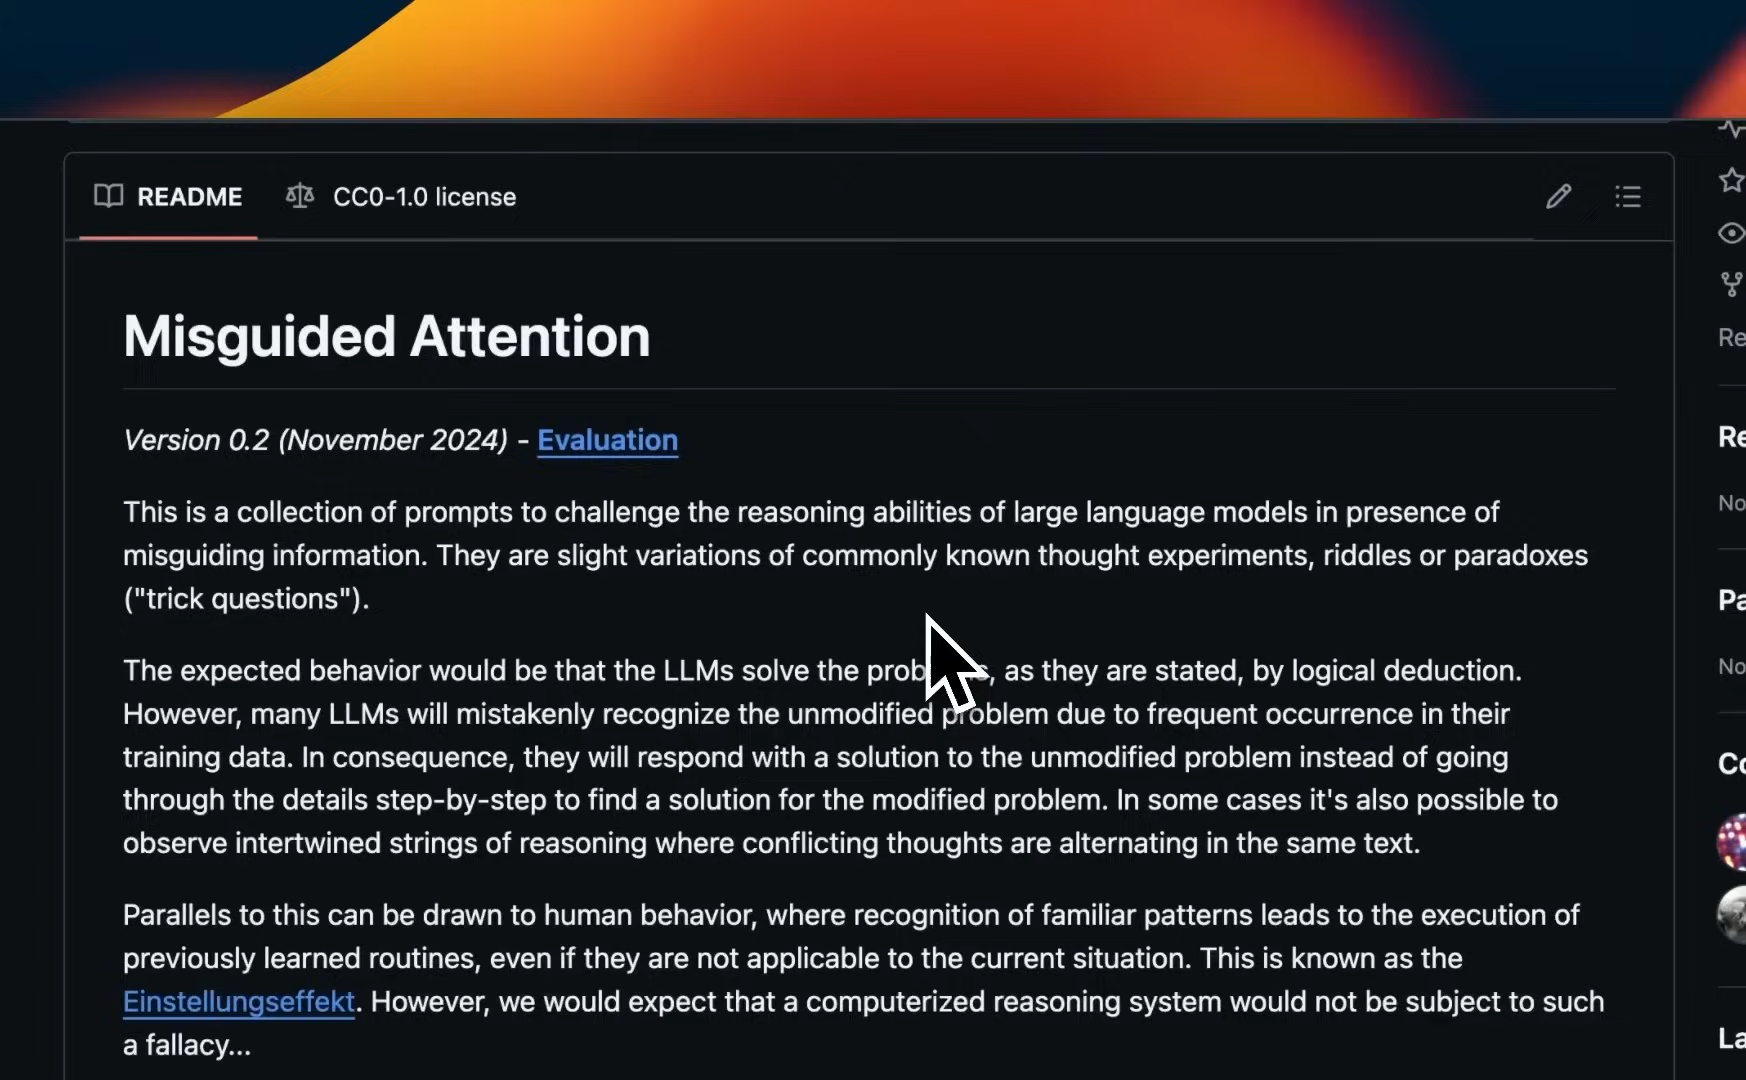 README
CC0-1.0 license
Misguided Attention
Version 0.2 (November 2024) - Evaluation
This is a collection of prompts to challenge the reasoning abilities of large language models in presence of
misguiding information. They are slight variations of commonly known thought experiments, riddles or paradoxes
("trick questions").
The expected behavior would be that the LLMs solve the , as they are stated, by logical deduction.
However, many LLMs will mistakenly recognize the unmodified problem due to frequent occurrence in their
training data. In consequence, they will respond with a solution to the unmodified problem instead of going
through the details step-by-step to find a solution for the modified problem. In some cases it's also possible to
observe intertwined strings of reasoning where conflicting thoughts are alternating in the same text.
Parallels to this can be drawn to human behavior, where recognition of familiar patterns leads to the execution of
previously learned routines, even if they are not applicable to the current situation. This is known as the
Einstellungseffekt. However, we would expect that a computerized reasoning system would not be subject to such
a fallacy...
Re
Re
No
Pa
No
Co
La